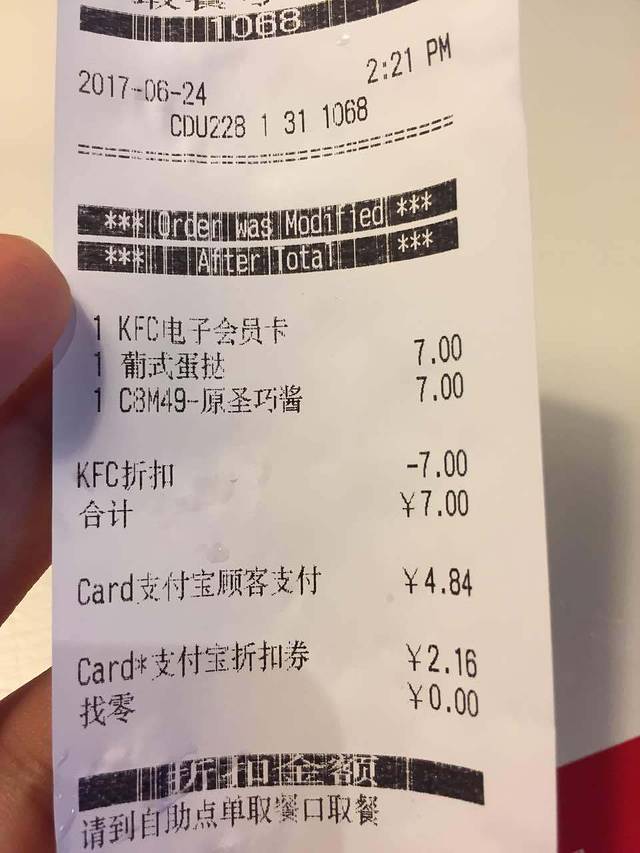 取餐号
1068
2017-06-24 2:21 PM
CDU228 1 31 1068
*** Order was Modified ***
*** After Total ***
1 KFC电子会员卡
1 葡式蛋挞 7.00
1 C8M49-原圣巧酱 7.00
KFC折扣 -7.00
合计 ¥7.00
Card支付宝顾客支付 ¥4.84
Card*支付宝折扣券 ¥2.16
找零 ¥0.00
折扣金额
请到自助点单取餐口取餐